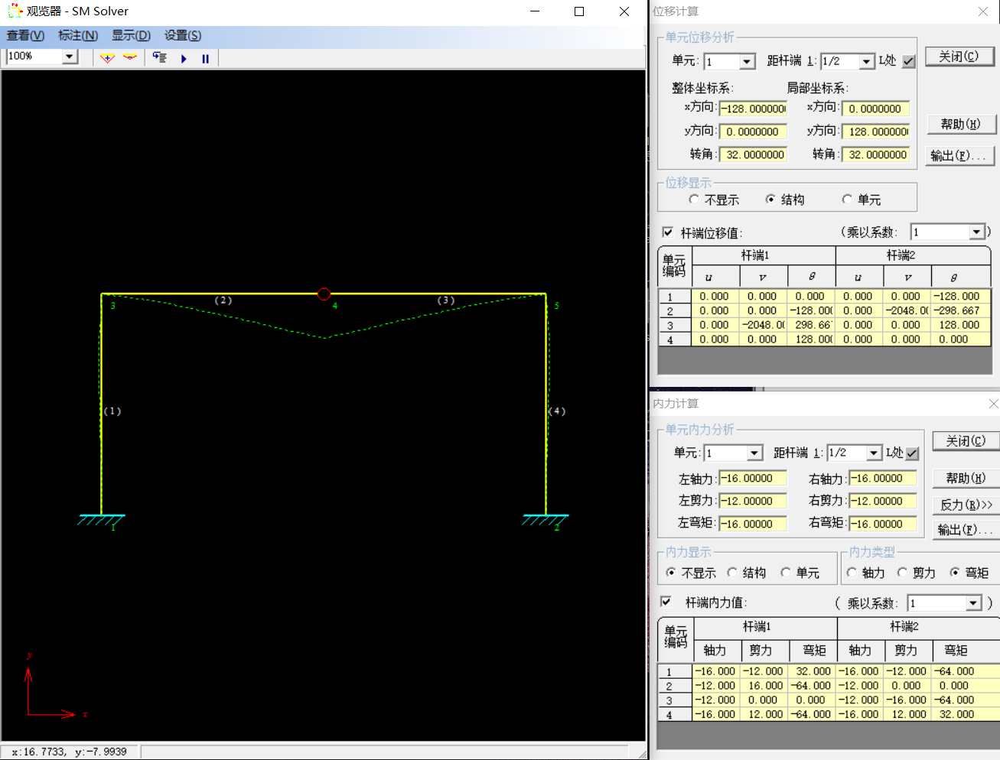 观览器 - SM Solver
查看(V) 标注(N) 显示(D) 设置(S)
100%
(2)
(3)
3
4
5
(1)
(4)
1
2
y
x
x:16.7733, y:-7.9939
位移计算
单元位移分析
单元: 1 距杆端 1: 1/2 L处
关闭(C)
整体坐标系: 局部坐标系:
x方向: -128.0000000 x方向: 0.0000000
y方向: 0.0000000 y方向: 128.0000000
帮助(H)
转角: 32.0000000 转角: 32.0000000
输出(F)...
位移显示
不显示 结构 单元
杆端位移值: (乘以系数: 1 )
单元编码 杆端1 杆端2
u v θ u v θ
1 0.000 0.000 0.000 0.000 0.000 -128.000
2 0.000 0.000 -128.00( 0.000 -2048.0( -298.667
3 0.000 -2048.0( 298.66 0.000 0.000 128.000
4 0.000 0.000 128.00( 0.000 0.000 0.000
内力计算
单元内力分析
单元: 1 距杆端 1: 1/2 L处
关闭(C)
左轴力: -16.00000 右轴力: -16.00000
帮助(H)
左剪力: -12.00000 右剪力: -12.00000
反力(R)>>
左弯矩: -16.00000 右弯矩: -16.00000
输出(F)...
内力显示 内力类型
不显示 结构 单元 轴力 剪力 弯矩
杆端内力值: ( 乘以系数: 1 )
单元编码 杆端1 杆端2
轴力 剪力 弯矩 轴力 剪力 弯矩
1 -16.000 -12.000 32.000 -16.000 -12.000 -64.000
2 -12.000 16.000 -64.000 -12.000 0.000 0.000
3 -12.000 0.000 0.000 -12.000 -16.000 -64.000
4 -16.000 12.000 -64.000 -16.000 12.000 32.000